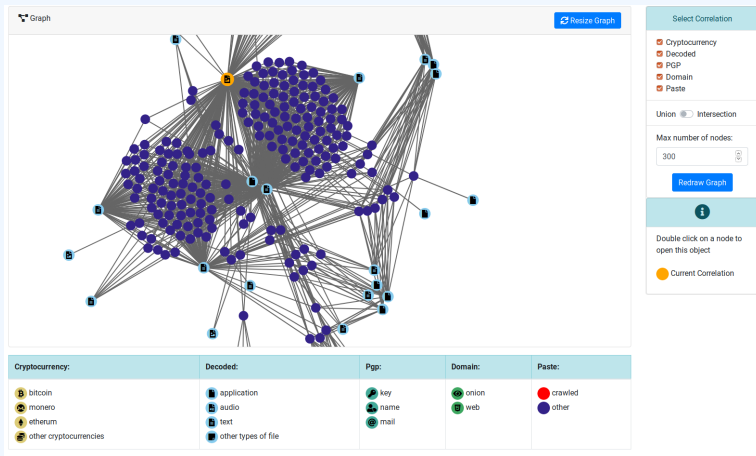 Graph
Resize Graph
Select Correlation
Cryptocurrency
Decoded
PGP
Domain
Paste
Union Intersection
Max number of nodes:
300
Redraw Graph
Double click on a node to
open this object
Current Correlation
Cryptocurrency: Decoded: Pgp: Domain: Paste:
bitcoin application key onion crawled
monero audio name web other
etherum text mail
other cryptocurrencies other types of file